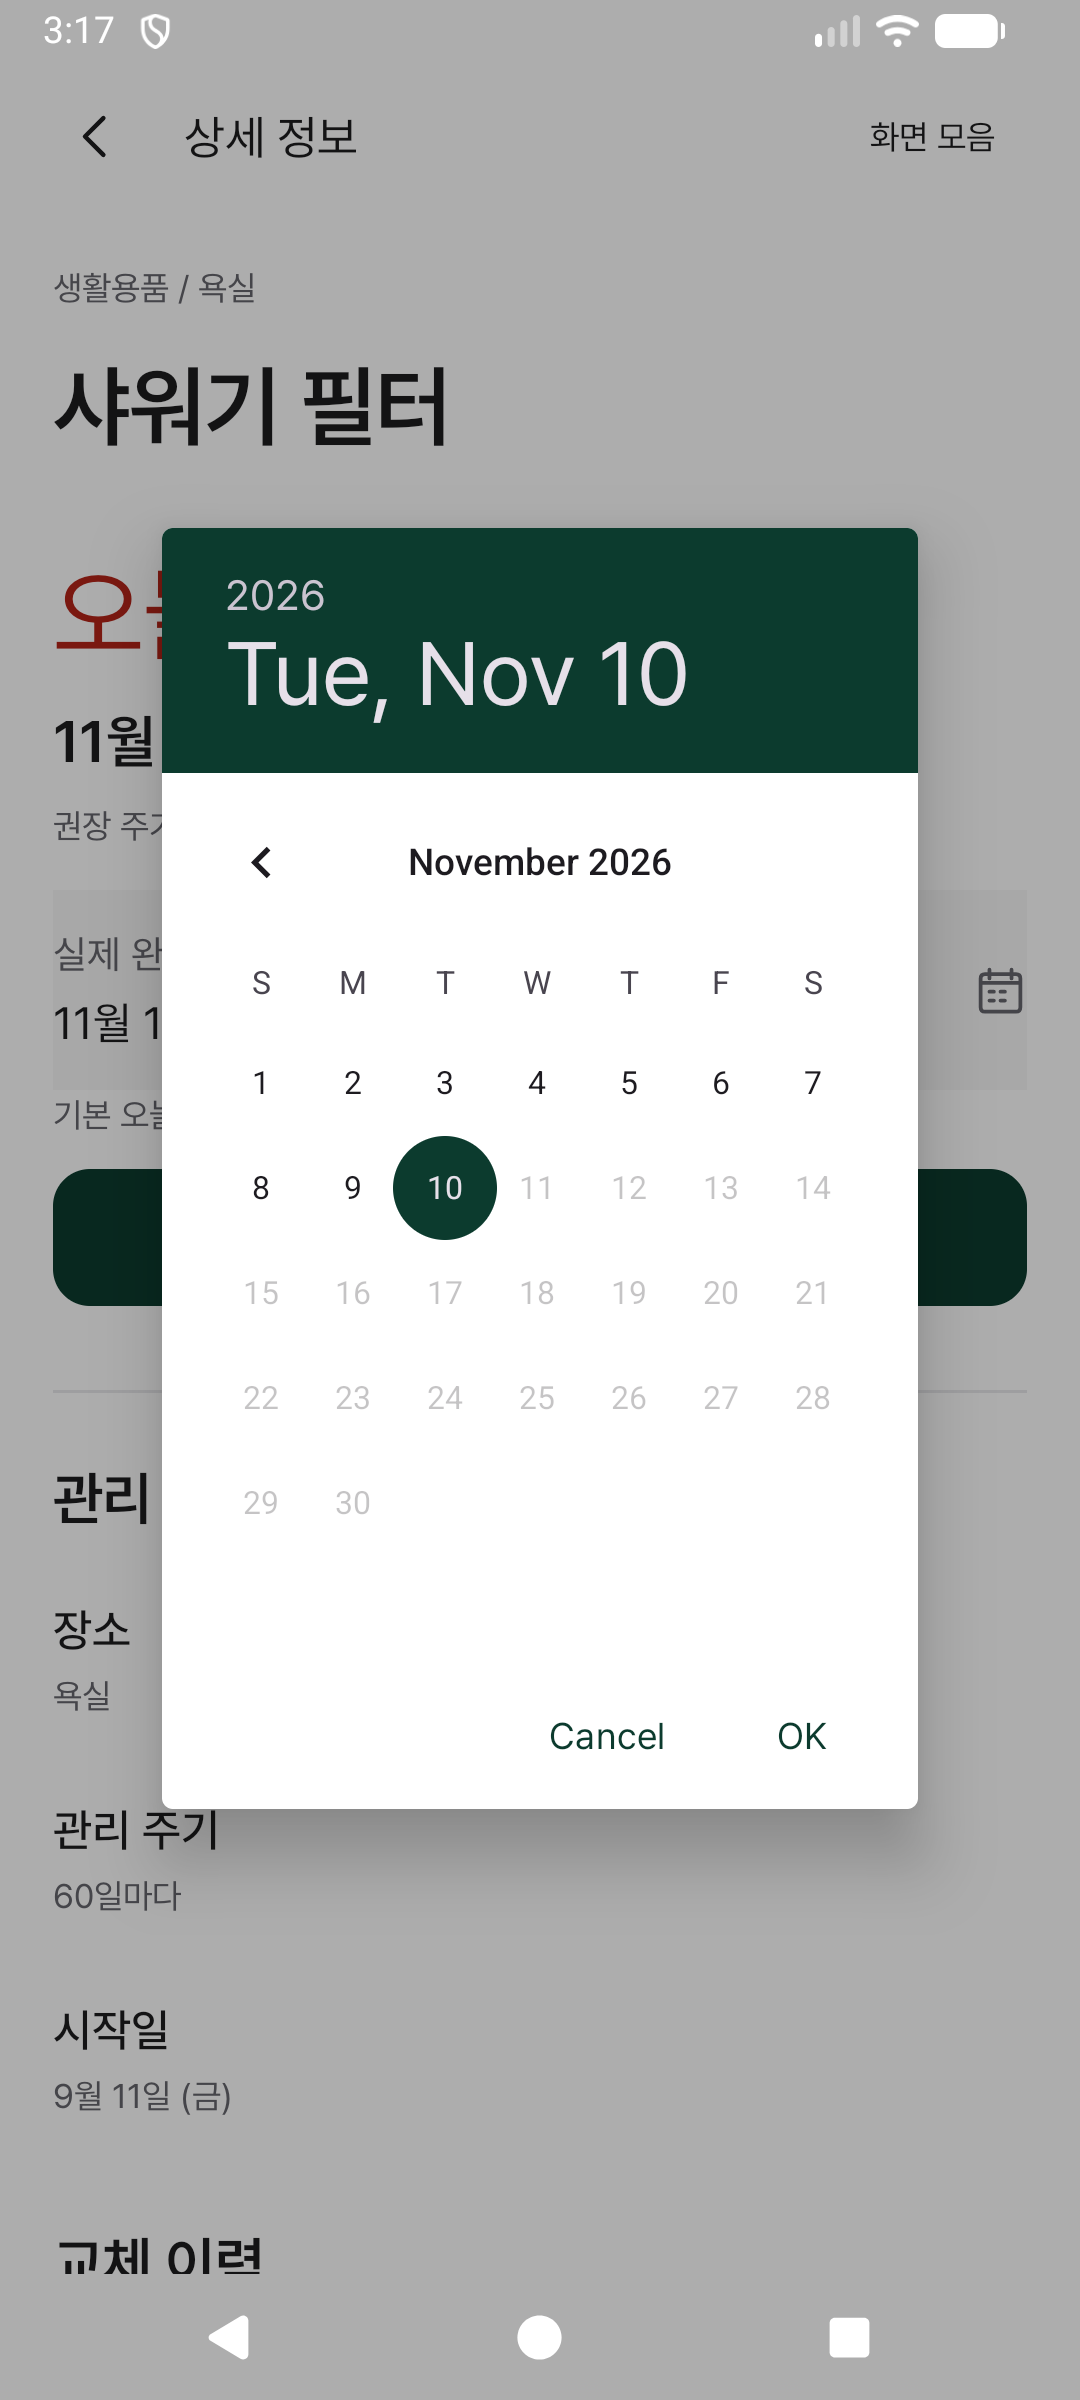 3:17
상세 정보
화면 모음
생활용품 / 욕실
샤워기 필터
2026
Tue, Nov 10
11월
권장
November 2026
실제
S M T W T F S
11월 1
1 2 3 4 5 6 7
기본
8 9 10 11 12 13 14
15 16 17 18 19 20 21
22 23 24 25 26 27 28
관리
29 30
장소
욕실
Cancel OK
관리 주기
60일마다
시작일
9월 11일 (금)
교체 이력